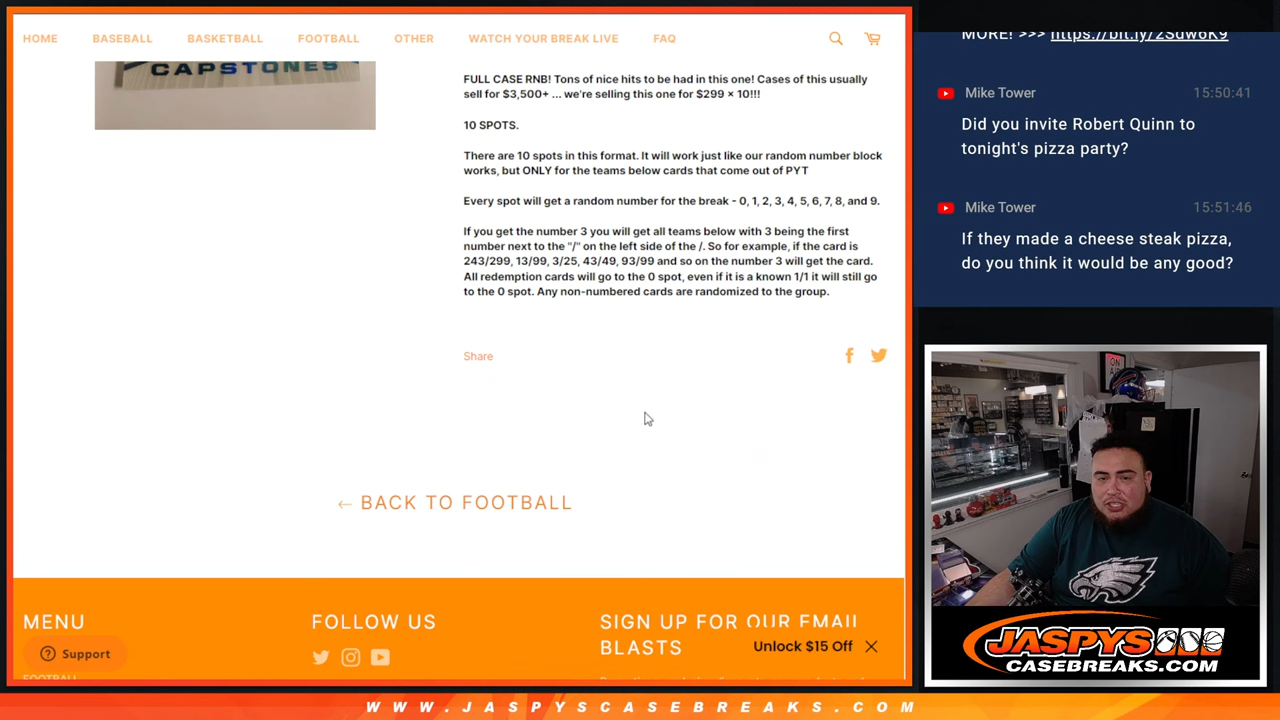 HOME BASEBALL BASKETBALL FOOTBALL OTHER WATCH YOUR BREAK LIVE FAQ
CAPSTONES
FULL CASE RNB! Tons of nice hits to be had in this one! Cases of this usually
sell for $3,500+ ... we're selling this one for $299 × 10!!!
10 SPOTS.
There are 10 spots in this format. It will work just like our random number block
works, but ONLY for the teams below cards that come out of PYT
Every spot will get a random number for the break - 0, 1, 2, 3, 4, 5, 6, 7, 8, and 9.
If you get the number 3 you will get all teams below with 3 being the first
number next to the "/" on the left side of the /. So for example, if the card is
243/299, 13/99, 3/25, 43/49, 93/99 and so on the number 3 will get the card.
All redemption cards will go to the 0 spot, even if it is a known 1/1 it will still go
to the 0 spot. Any non-numbered cards are randomized to the group.
Share
← BACK TO FOOTBALL
MENU
Support
FOOTBALL
FOLLOW US
SIGN UP FOR OUR EMAIL
BLASTS
Unlock $15 Off
MORE! >>> https://bit.ly/2Sdw6K9
Mike Tower 15:50:41
Did you invite Robert Quinn to
tonight's pizza party?
Mike Tower 15:51:46
If they made a cheese steak pizza,
do you think it would be any good?
ON
JASPYS
CASEBREAKS.COM
WWW.JASPYSCASEBREAKS.COM